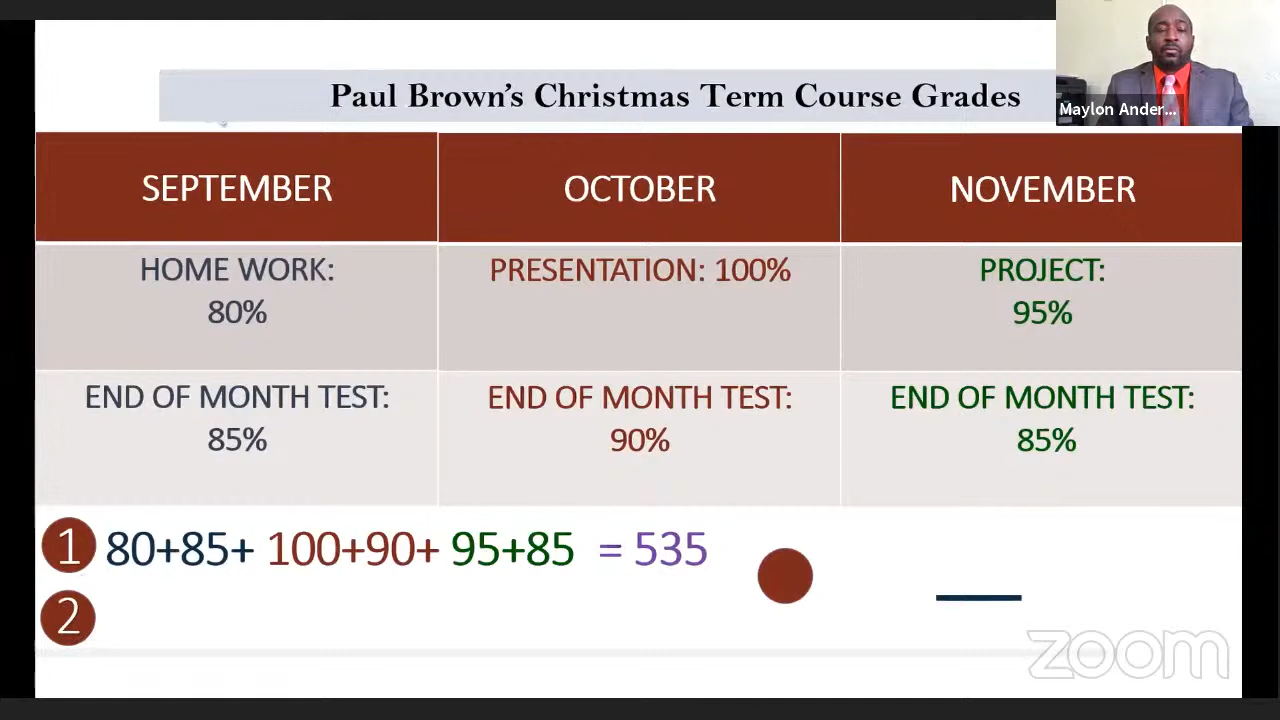 Paul Brown's Christmas Term Course Grades
Maylon Ander...
SEPTEMBER
OCTOBER
NOVEMBER
HOME WORK:
80%
PRESENTATION: 100%
PROJECT:
95%
END OF MONTH TEST:
85%
END OF MONTH TEST:
90%
END OF MONTH TEST:
85%
1 80+85+ 100+90+ 95+85 = 535
2
zoom